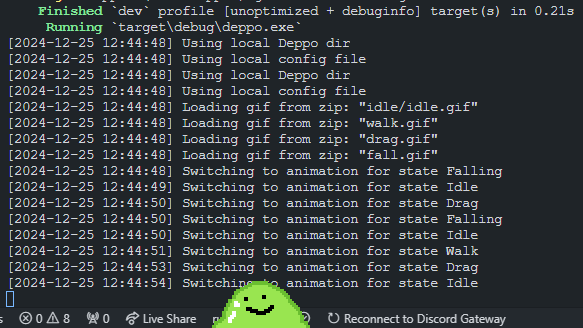 Finished `dev` profile [unoptimized + debuginfo] target(s) in 0.21s
Running `target\debug\deppo.exe`
[2024-12-25 12:44:48] Using local Deppo dir
[2024-12-25 12:44:48] Using local config file
[2024-12-25 12:44:48] Using local Deppo dir
[2024-12-25 12:44:48] Using local config file
[2024-12-25 12:44:48] Loading gif from zip: "idle/idle.gif"
[2024-12-25 12:44:48] Loading gif from zip: "walk.gif"
[2024-12-25 12:44:48] Loading gif from zip: "drag.gif"
[2024-12-25 12:44:48] Loading gif from zip: "fall.gif"
[2024-12-25 12:44:48] Switching to animation for state Falling
[2024-12-25 12:44:49] Switching to animation for state Idle
[2024-12-25 12:44:50] Switching to animation for state Drag
[2024-12-25 12:44:50] Switching to animation for state Falling
[2024-12-25 12:44:50] Switching to animation for state Idle
[2024-12-25 12:44:51] Switching to animation for state Walk
[2024-12-25 12:44:53] Switching to animation for state Drag
[2024-12-25 12:44:54] Switching to animation for state Idle
0 8 0 Live Share Reconnect to Discord Gateway